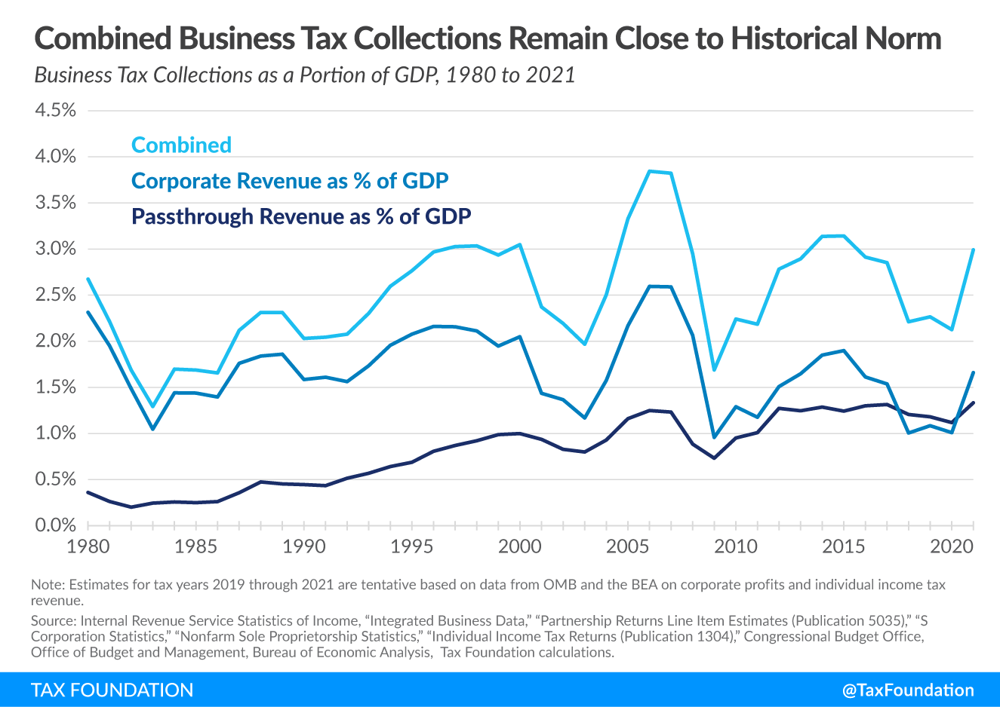 Combined Business Tax Collections Remain Close to Historical Norm
Business Tax Collections as a Portion of GDP, 1980 to 2021
4.5%
Combined
4.0%
Corporate Revenue as % of GDP
3.5%
Passthrough Revenue as % of GDP
3.0%
2.5%
2.0%
1.5%
1.0%
0.5%
0.0%
1980 1985 1990 1995 2000 2005 2010 2015 2020
Note: Estimates for tax years 2019 through 2021 are tentative based on data from OMB and the BEA on corporate profits and individual income tax
revenue.
Source: Internal Revenue Service Statistics of Income, “Integrated Business Data,” “Partnership Returns Line Item Estimates (Publication 5035),” “S
Corporation Statistics,” “Nonfarm Sole Proprietorship Statistics,” “Individual Income Tax Returns (Publication 1304),” Congressional Budget Office,
Office of Budget and Management, Bureau of Economic Analysis, Tax Foundation calculations.
TAX FOUNDATION @TaxFoundation